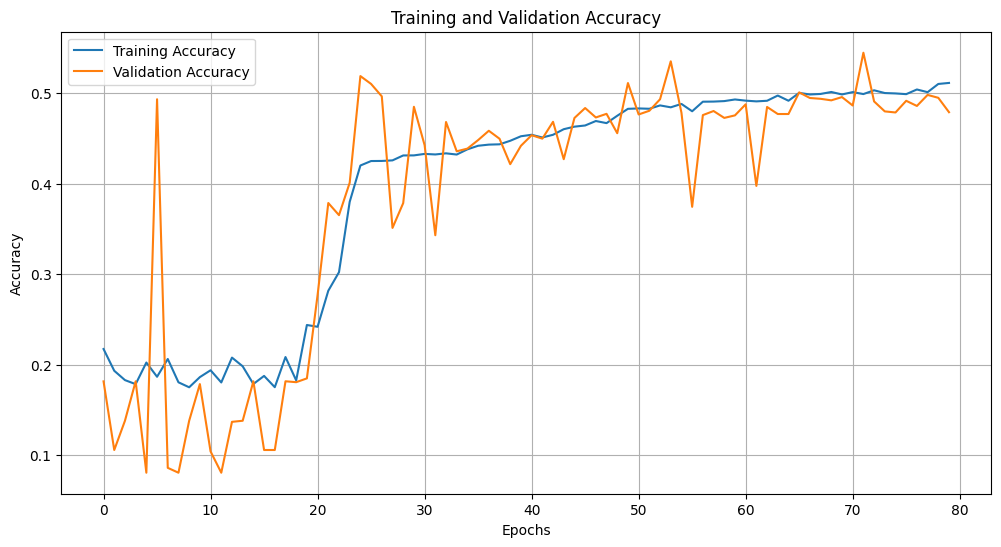 Training and Validation Accuracy
Training Accuracy
Validation Accuracy
Accuracy
0.5
0.4
0.3
0.2
0.1
0 10 20 30 40 50 60 70 80
Epochs